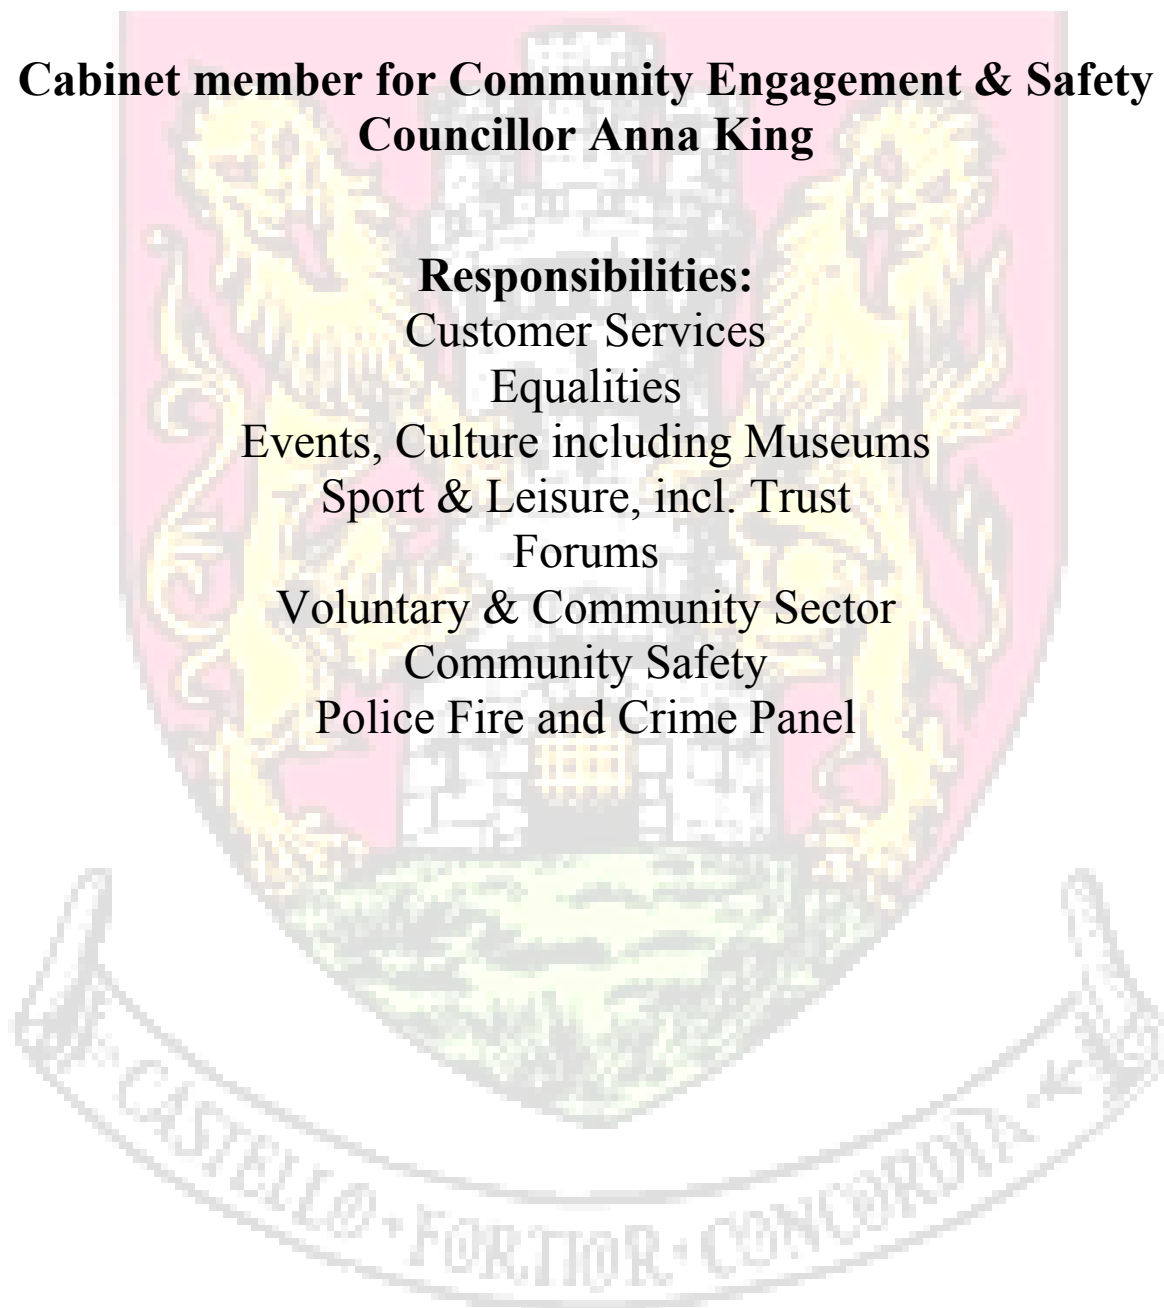 Cabinet member for Community Engagement & Safety
Councillor Anna King
Responsibilities:
Customer Services
Equalities
Events, Culture including Museums
Sport & Leisure, incl. Trust
Forums
Voluntary & Community Sector
Community Safety
Police Fire and Crime Panel
CASTELLO · FORTIOR · CONCORDIA